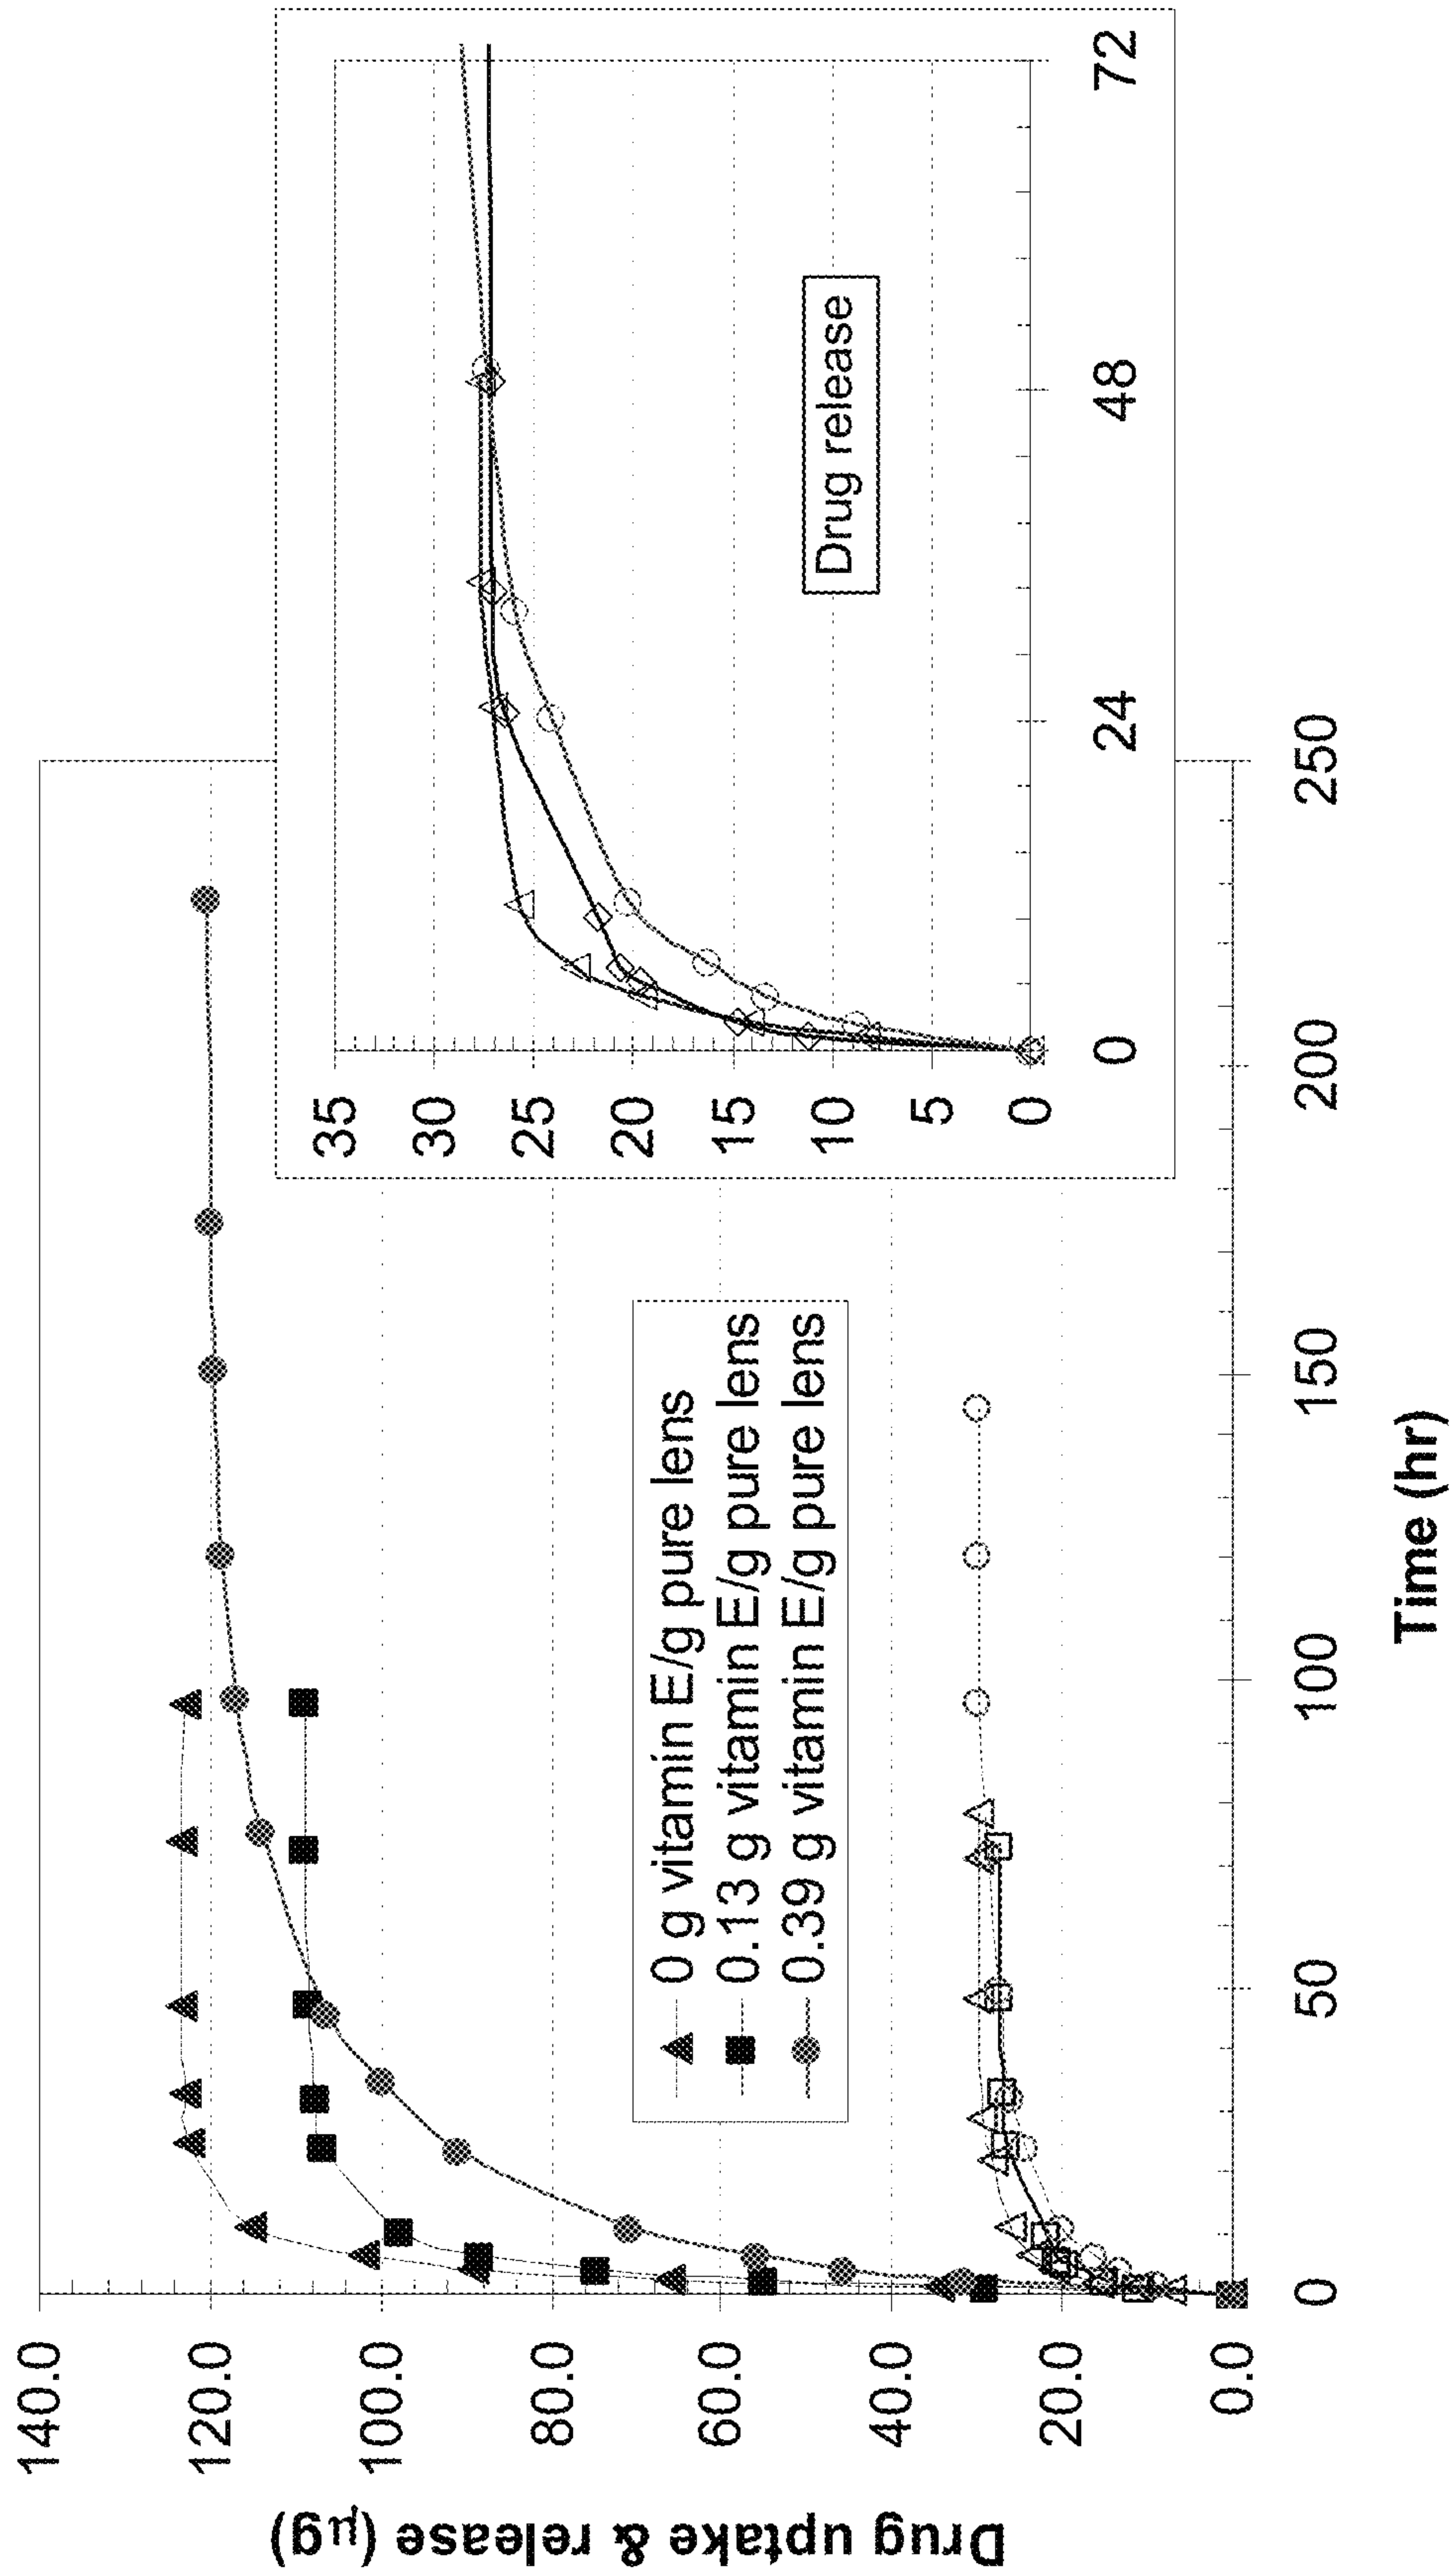 Drug uptake & release (µg)
140.0
120.0
100.0
80.0
60.0
40.0
20.0
0.0
0 g vitamin E/g pure lens
0.13 g vitamin E/g pure lens
0.39 g vitamin E/g pure lens
35
30
25
20
15
10
5
0
Drug release
0 24 48 72
0 50 100 150 200 250
Time (hr)